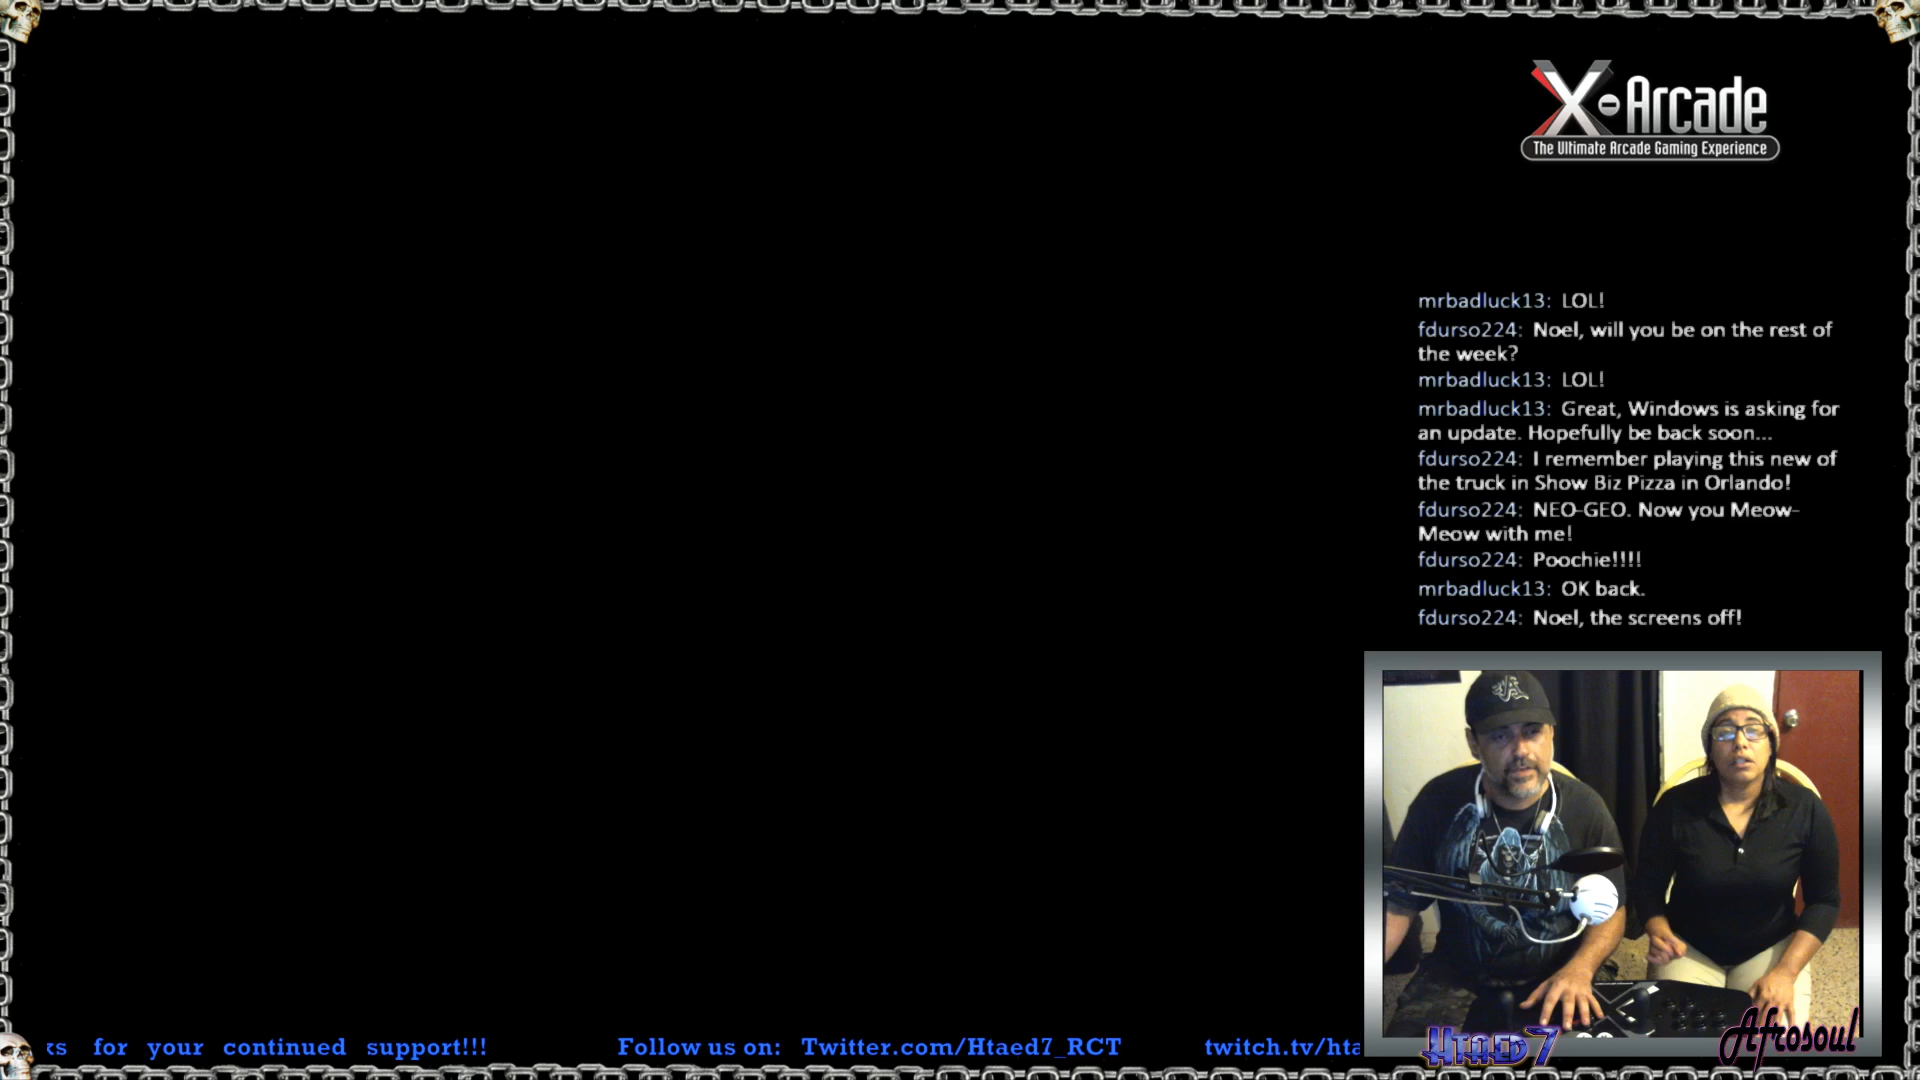 X-Arcade
The Ultimate Arcade Gaming Experience
mrbadluck13: LOL!
fdurso224: Noel, will you be on the rest of
the week?
mrbadluck13: LOL!
mrbadluck13: Great, Windows is asking for
an update. Hopefully be back soon...
fdurso224: I remember playing this new of
the truck in Show Biz Pizza in Orlando!
fdurso224: NEO-GEO. Now you Meow-
Meow with me!
fdurso224: Poochie!!!!
mrbadluck13: OK back.
fdurso224: Noel, the screens off!
Htaed7 Afrosoul
ks for your continued support!!! Follow us on: Twitter.com/Htaed7_RCT twitch.tv/hta